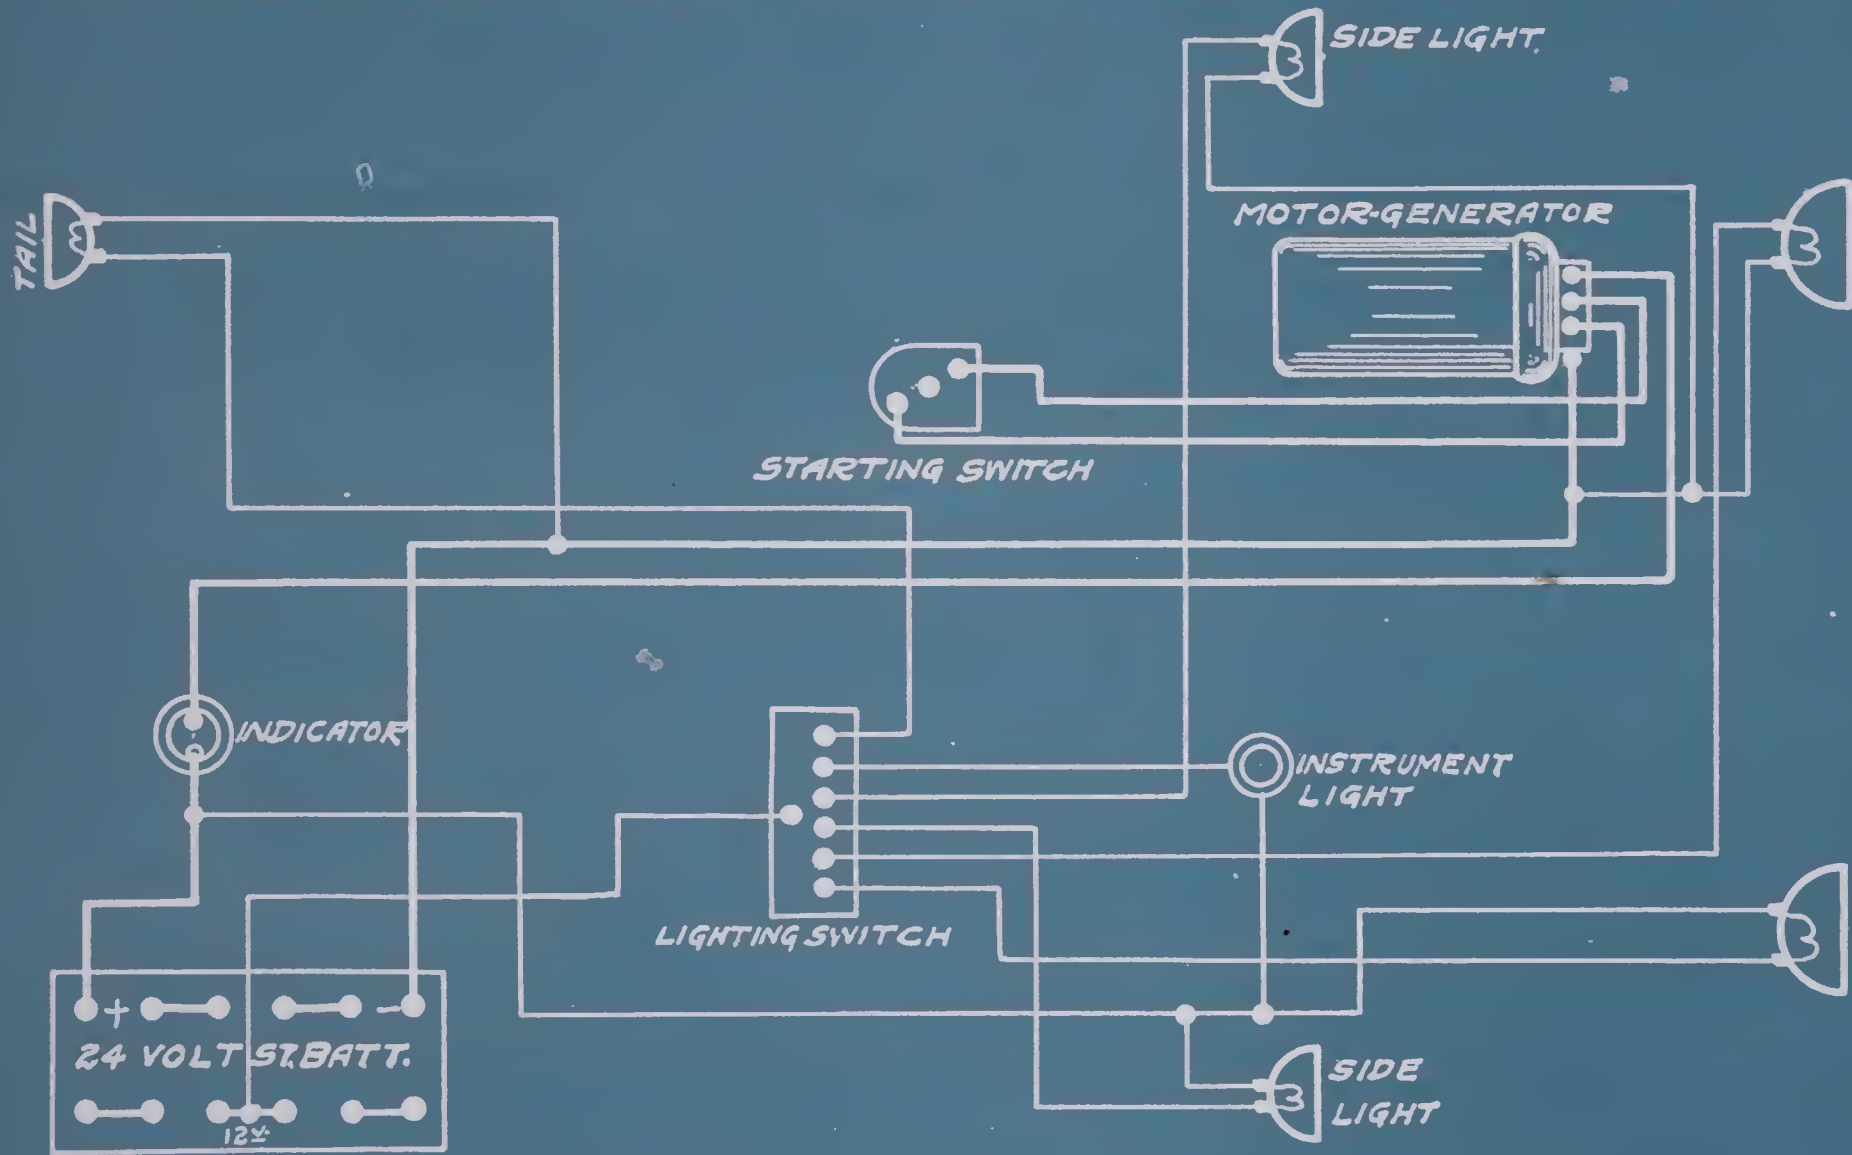 SIDE LIGHT.
MOTOR-GENERATOR
TAIL
STARTING SWITCH
INDICATOR
INSTRUMENT
LIGHT
LIGHTING SWITCH
+ -
24 VOLT ST. BATT.
12V.
SIDE
LIGHT